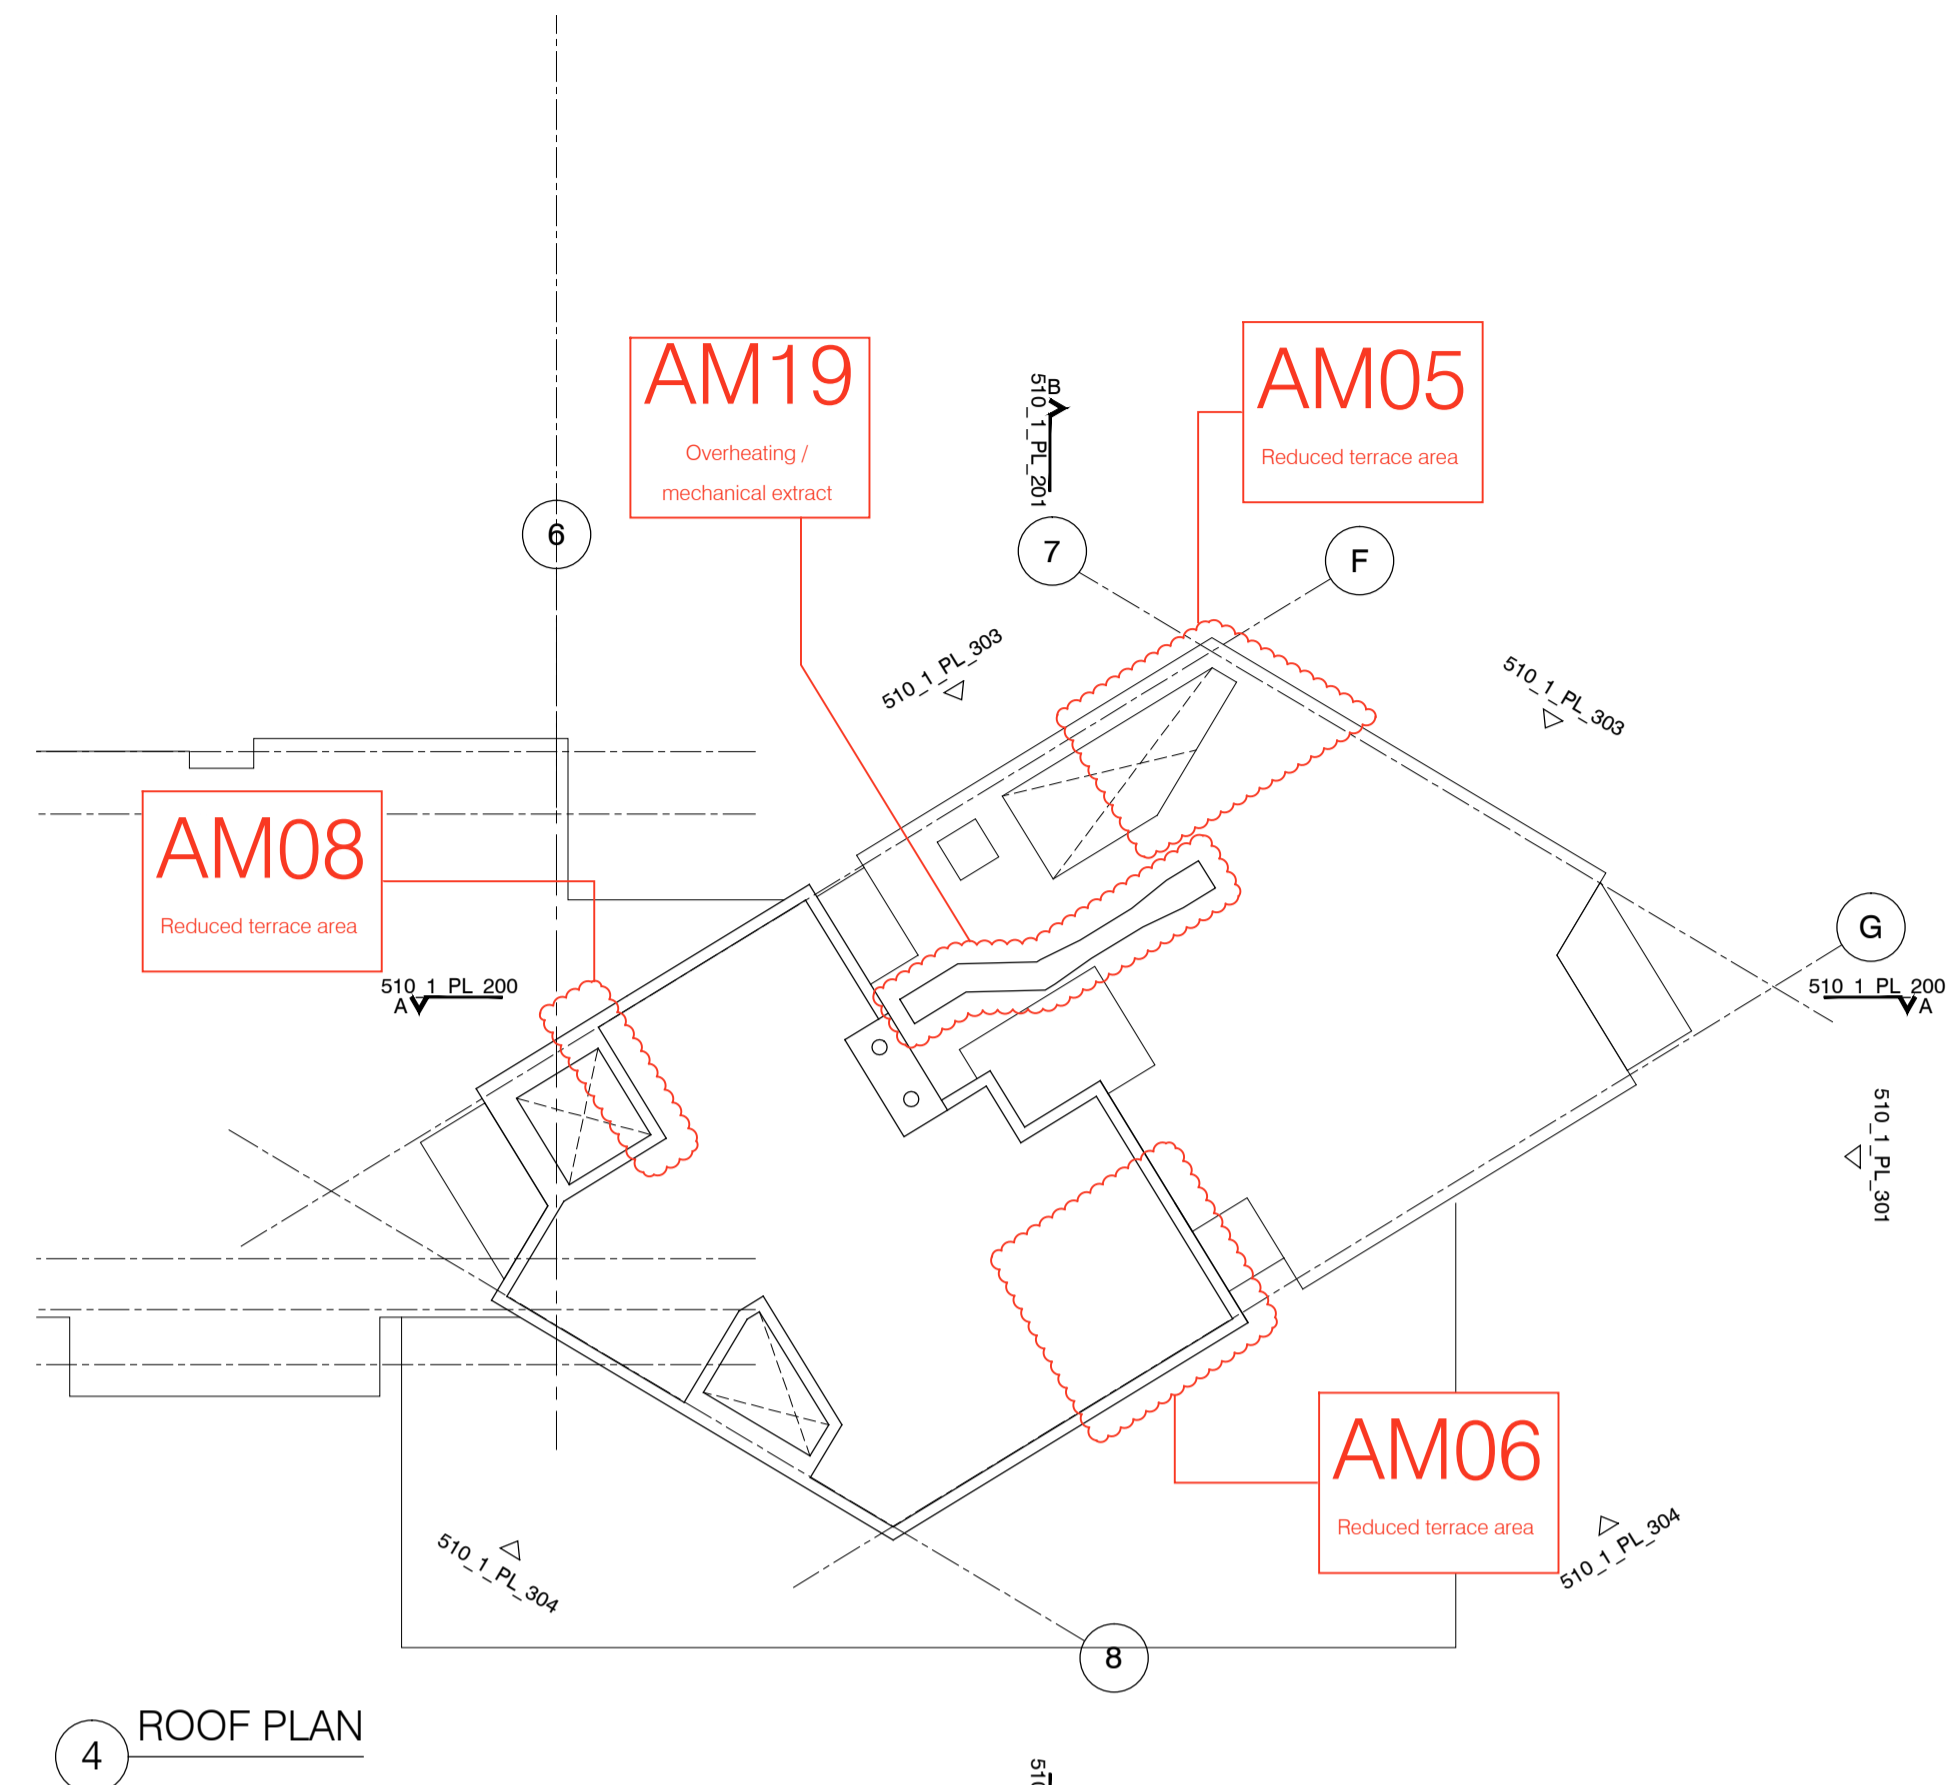 AM19
Overheating /
mechanical extract
AM05
Reduced terrace area
B
510_1_PL_201
6
7
F
510_1_PL_303
510_1_PL_303
AM08
Reduced terrace area
G
510_1_PL_200
A
510_1_PL_200
A
510_1_PL_301
AM06
Reduced terrace area
510_1_PL_304
510_1_PL_304
8
ROOF PLAN
4
510